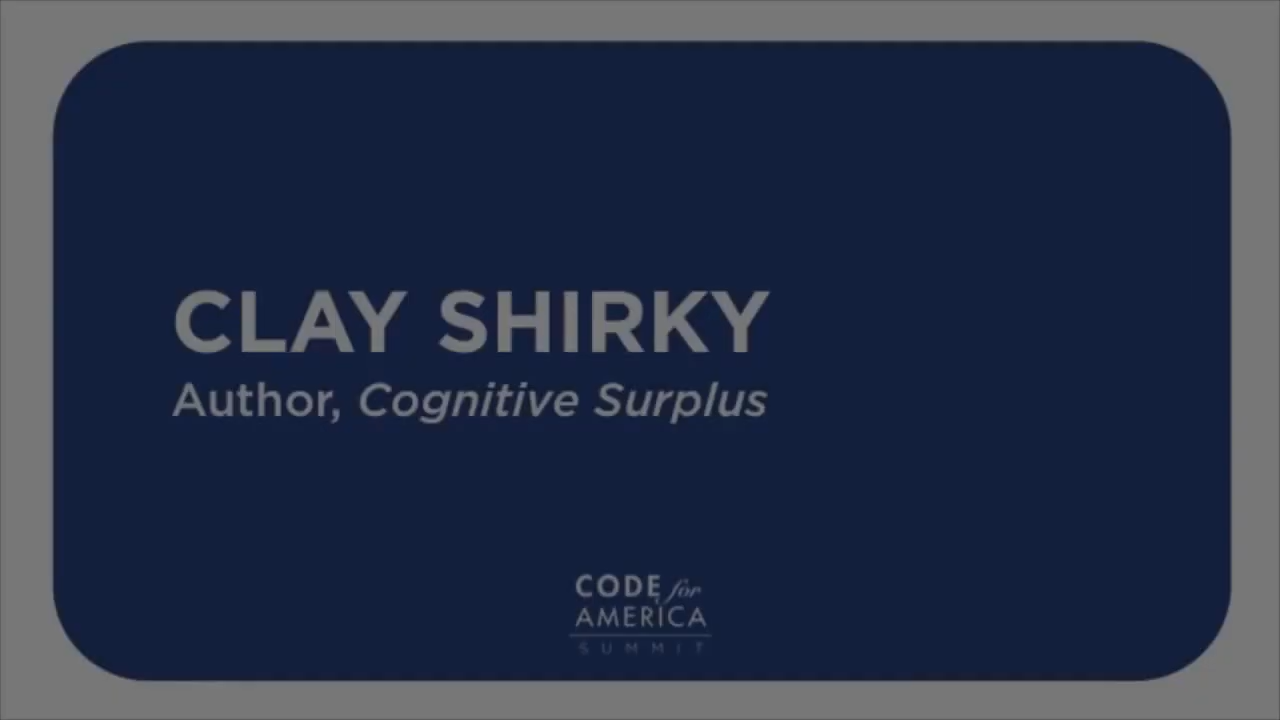 CLAY SHIRKY
Author, Cognitive Surplus
CODE for
AMERICA
SUMMIT